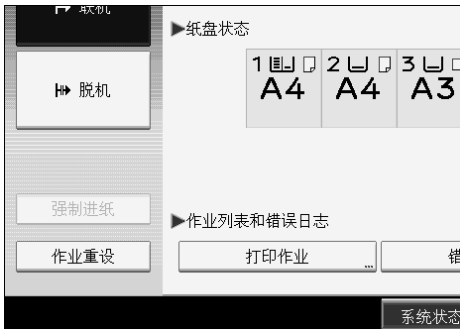 联机
▶纸盘状态
1 2 3
A4 A4 A3
脱机
强制进纸
▶作业列表和错误日志
作业重设
打印作业...
错
系统状态